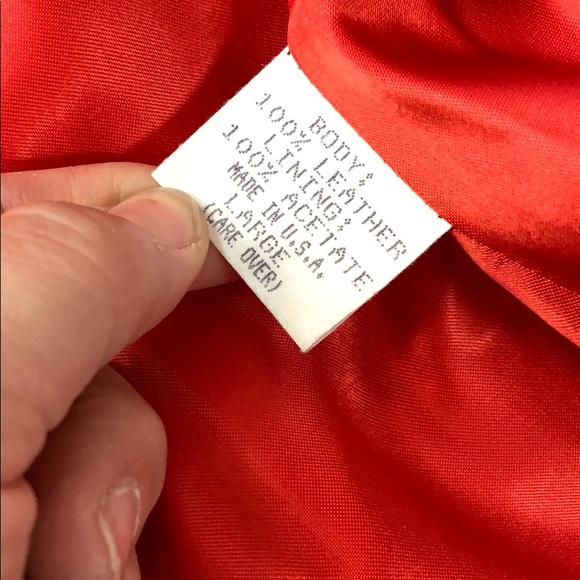 BODY:
100% LEATHER
LINING:
100% ACETATE
MADE IN U.S.A.
LARGE
(CARE OVER)